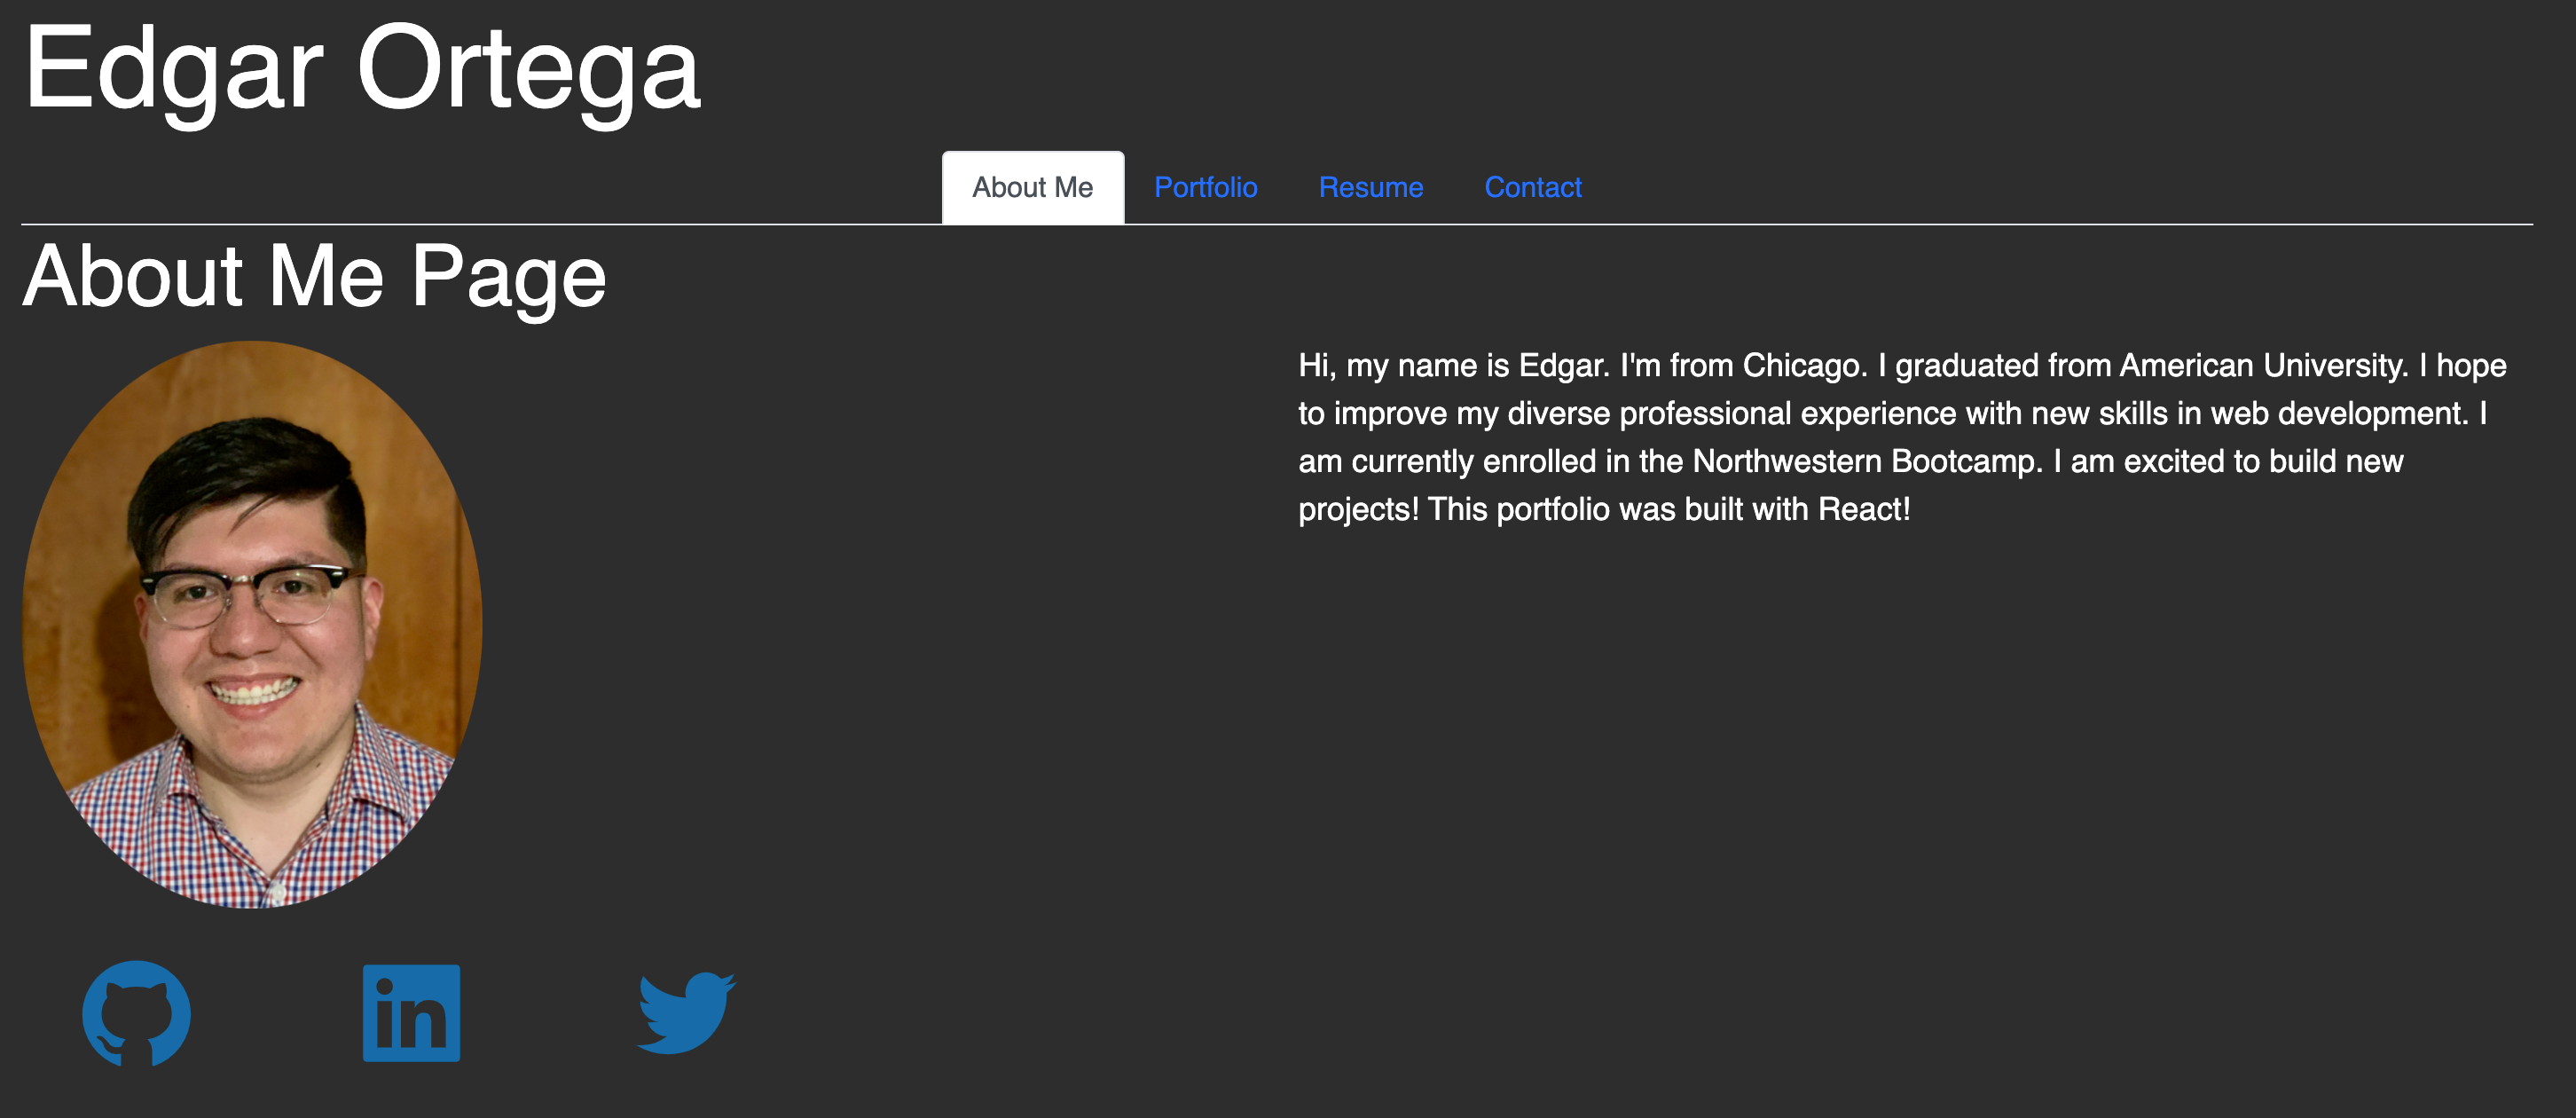 Edgar Ortega
About Me Portfolio Resume Contact
About Me Page
Hi, my name is Edgar. I'm from Chicago. I graduated from American University. I hope
to improve my diverse professional experience with new skills in web development. I
am currently enrolled in the Northwestern Bootcamp. I am excited to build new
projects! This portfolio was built with React!
in